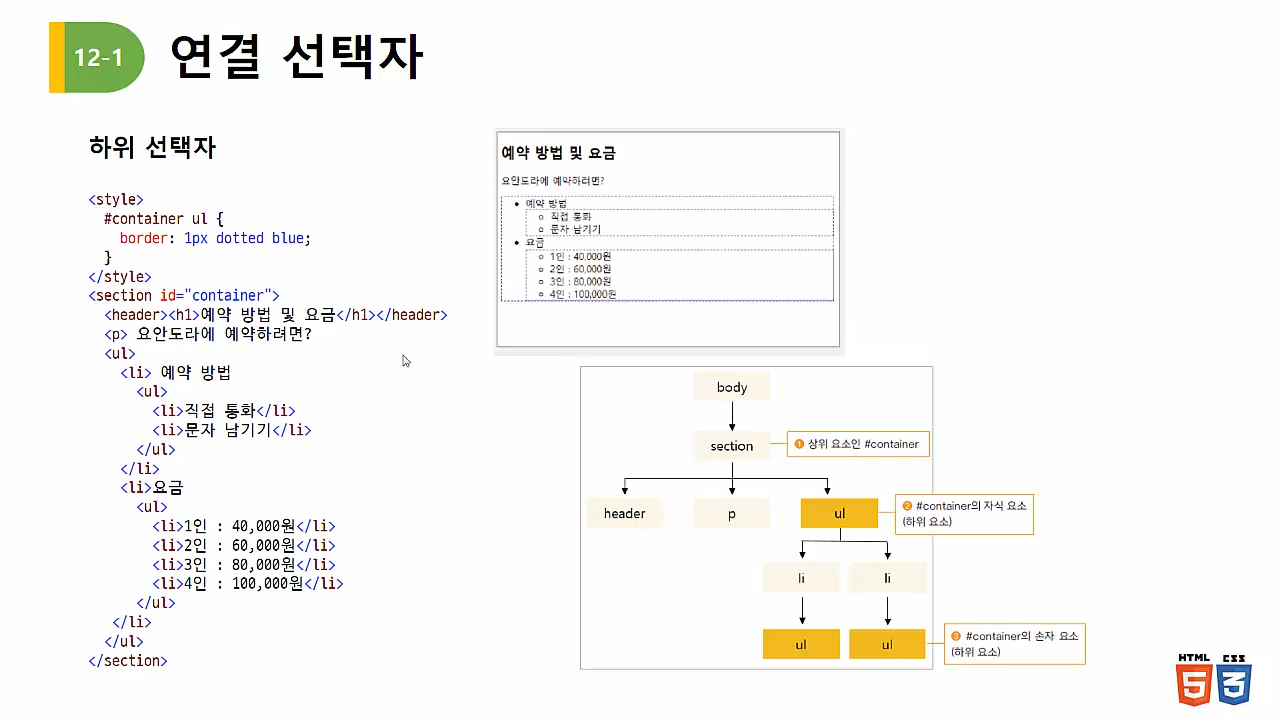 12-1 연결 선택자
하위 선택자
<style>
#container ul {
border: 1px dotted blue;
}
</style>
<section id="container">
<header><h1>예약 방법 및 요금</h1></header>
<p> 요안도라에 예약하려면?
<ul>
<li> 예약 방법
<ul>
<li>직접 통화</li>
<li>문자 남기기</li>
</ul>
</li>
<li>요금
<ul>
<li>1인 : 40,000원</li>
<li>2인 : 60,000원</li>
<li>3인 : 80,000원</li>
<li>4인 : 100,000원</li>
</ul>
</li>
</ul>
</section>
예약 방법 및 요금
요안도라에 예약하려면?
예약 방법
직접 통화
문자 남기기
요금
1인 : 40,000원
2인 : 60,000원
3인 : 80,000원
4인 : 100,000원
body
section
❶ 상위 요소인 #container
header p ul
❷ #container의 자식 요소
(하위 요소)
li li
ul ul
❸ #container의 손자 요소
(하위 요소)
HTML CSS
5 3